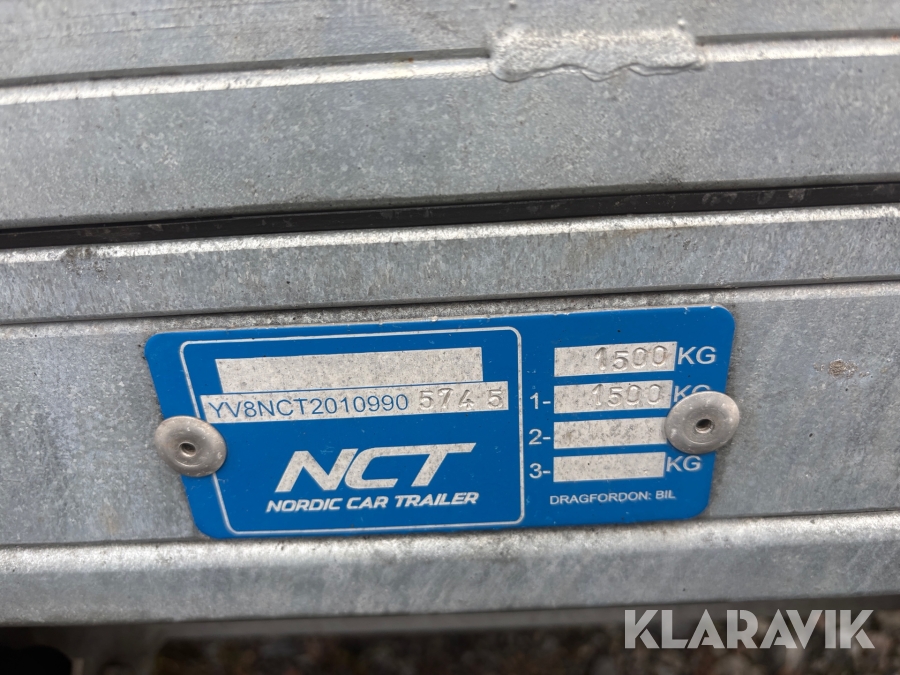 YV8NCT2010990 5745
NCT
NORDIC CAR TRAILER
1500 KG
1- 1500 KG
2-
3- KG
DRAGFORDON: BIL
KLARAVIK